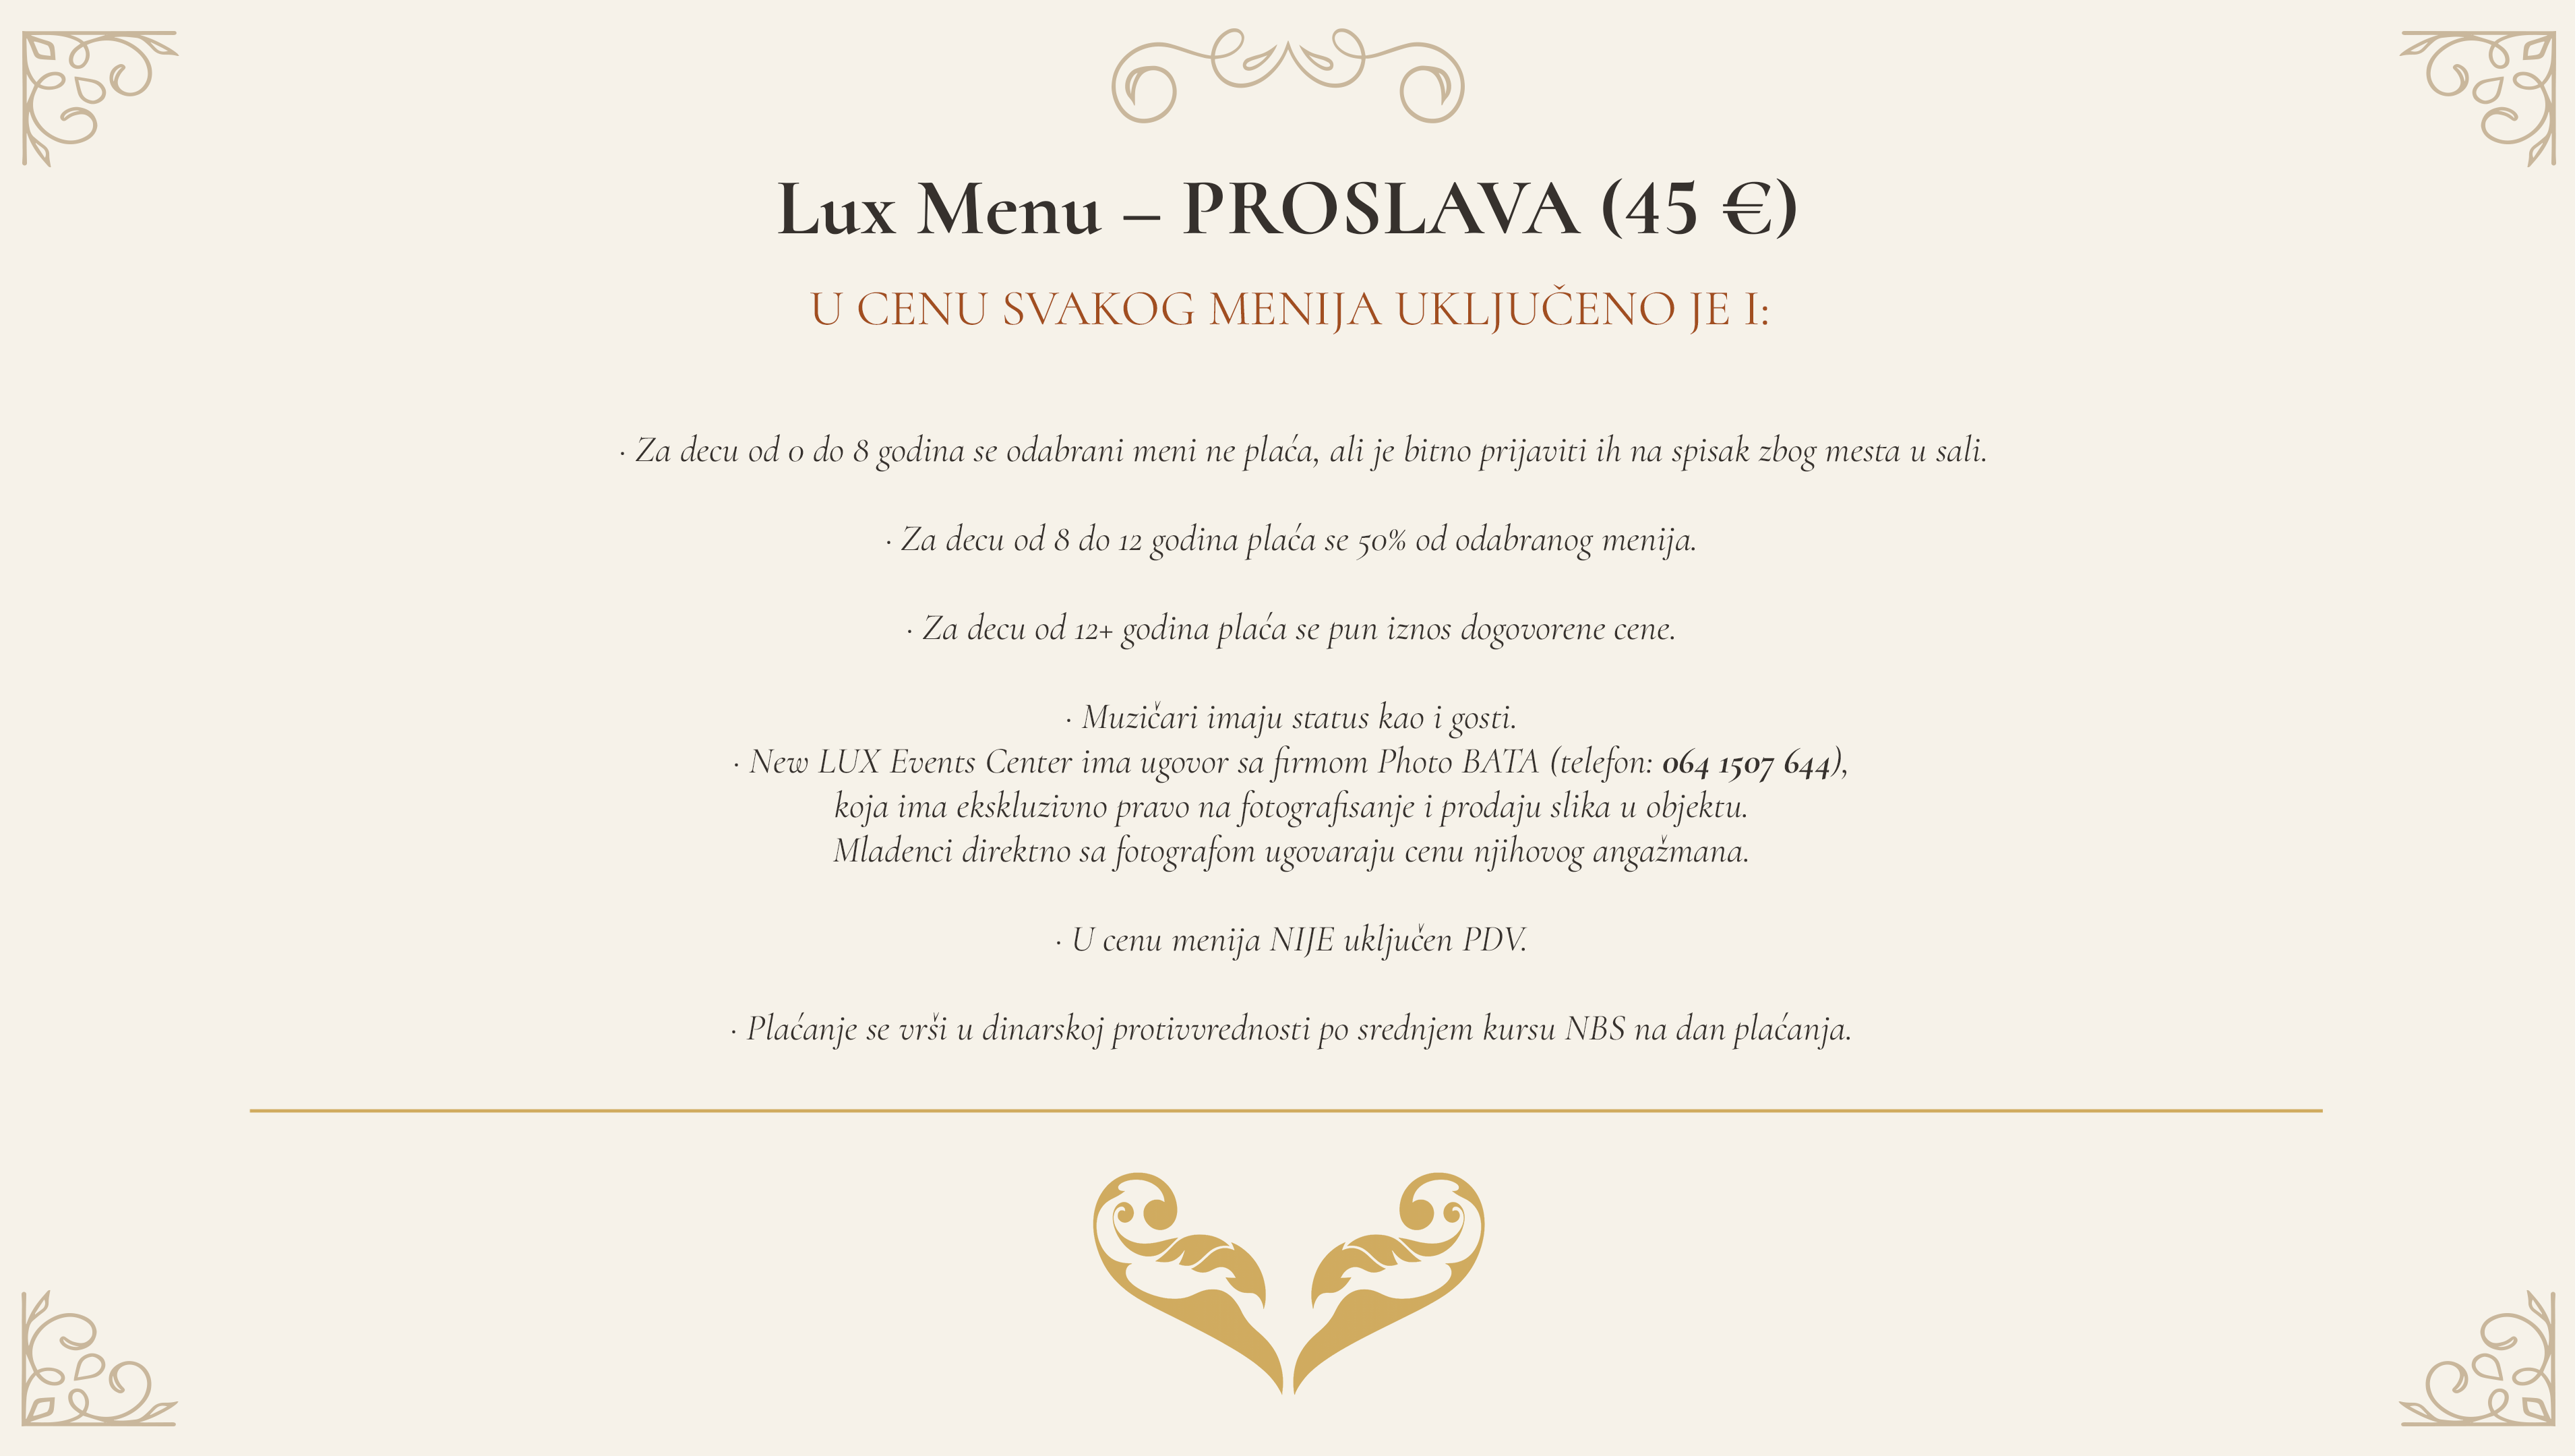 Lux Menu – PROSLAVA (45 €)
U CENU SVAKOG MENIJA UKLJUČENO JE I:
· Za decu od 0 do 8 godina se odabrani meni ne plaća, ali je bitno prijaviti ih na spisak zbog mesta u sali.
· Za decu od 8 do 12 godina plaća se 50% od odabranog menija.
· Za decu od 12+ godina plaća se pun iznos dogovorene cene.
· Muzičari imaju status kao i gosti.
· New LUX Events Center ima ugovor sa firmom Photo BATA (telefon: 064 1507 644),
koja ima ekskluzivno pravo na fotografisanje i prodaju slika u objektu.
Mladenci direktno sa fotografom ugovaraju cenu njihovog angažmana.
· U cenu menija NIJE uključen PDV.
· Plaćanje se vrši u dinarskoj protivvrednosti po srednjem kursu NBS na dan plaćanja.